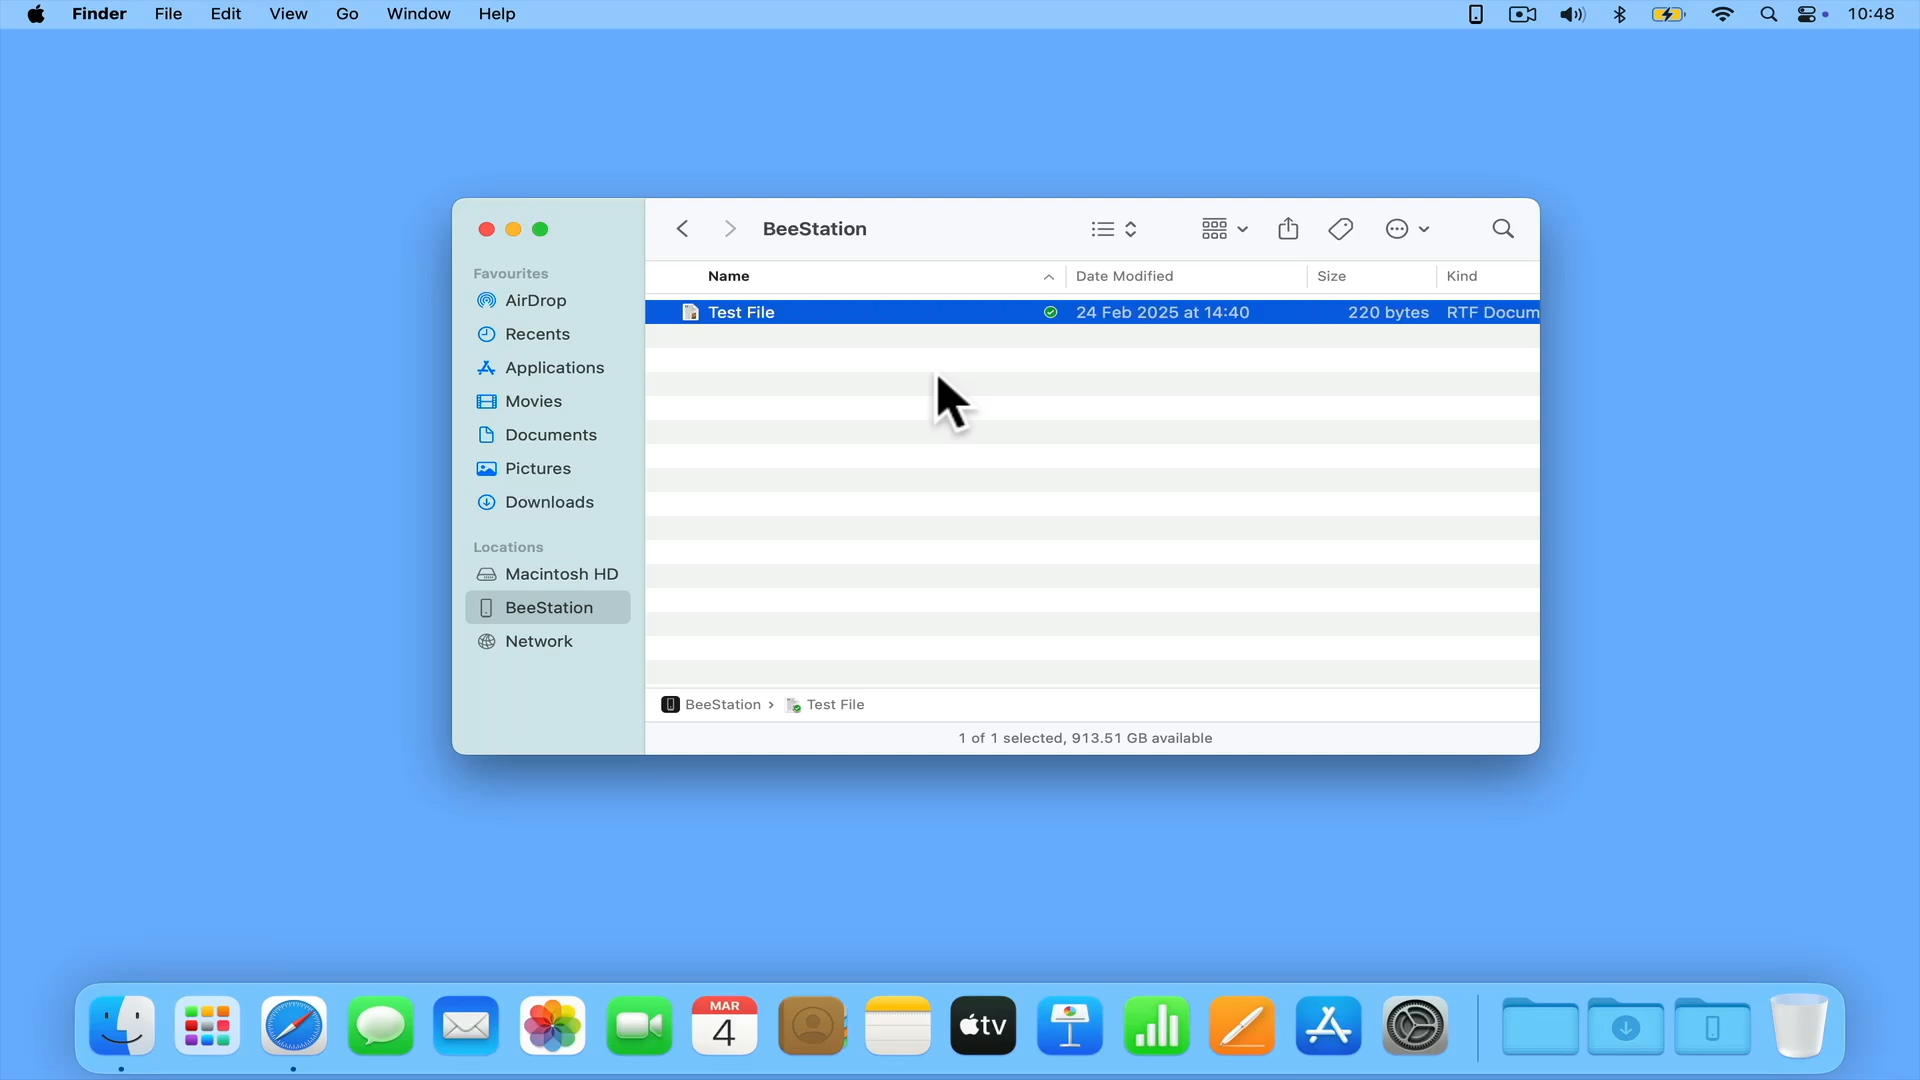 Finder File Edit View Go Window Help 10:48
BeeStation
Favourites
AirDrop
Recents
Applications
Movies
Documents
Pictures
Downloads
Locations
Macintosh HD
BeeStation
Network
Name Date Modified Size Kind
Test File 24 Feb 2025 at 14:40 220 bytes RTF Docum
BeeStation › Test File
1 of 1 selected, 913.51 GB available
MAR
4
tv